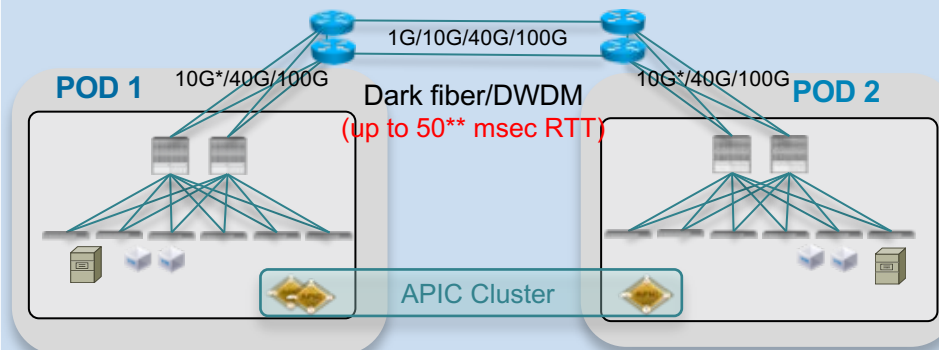 1G/10G/40G/100G
POD 1
10G*/40G/100G
10G*/40G/100G
POD 2
Dark fiber/DWDM
(up to 50** msec RTT)
APIC Cluster